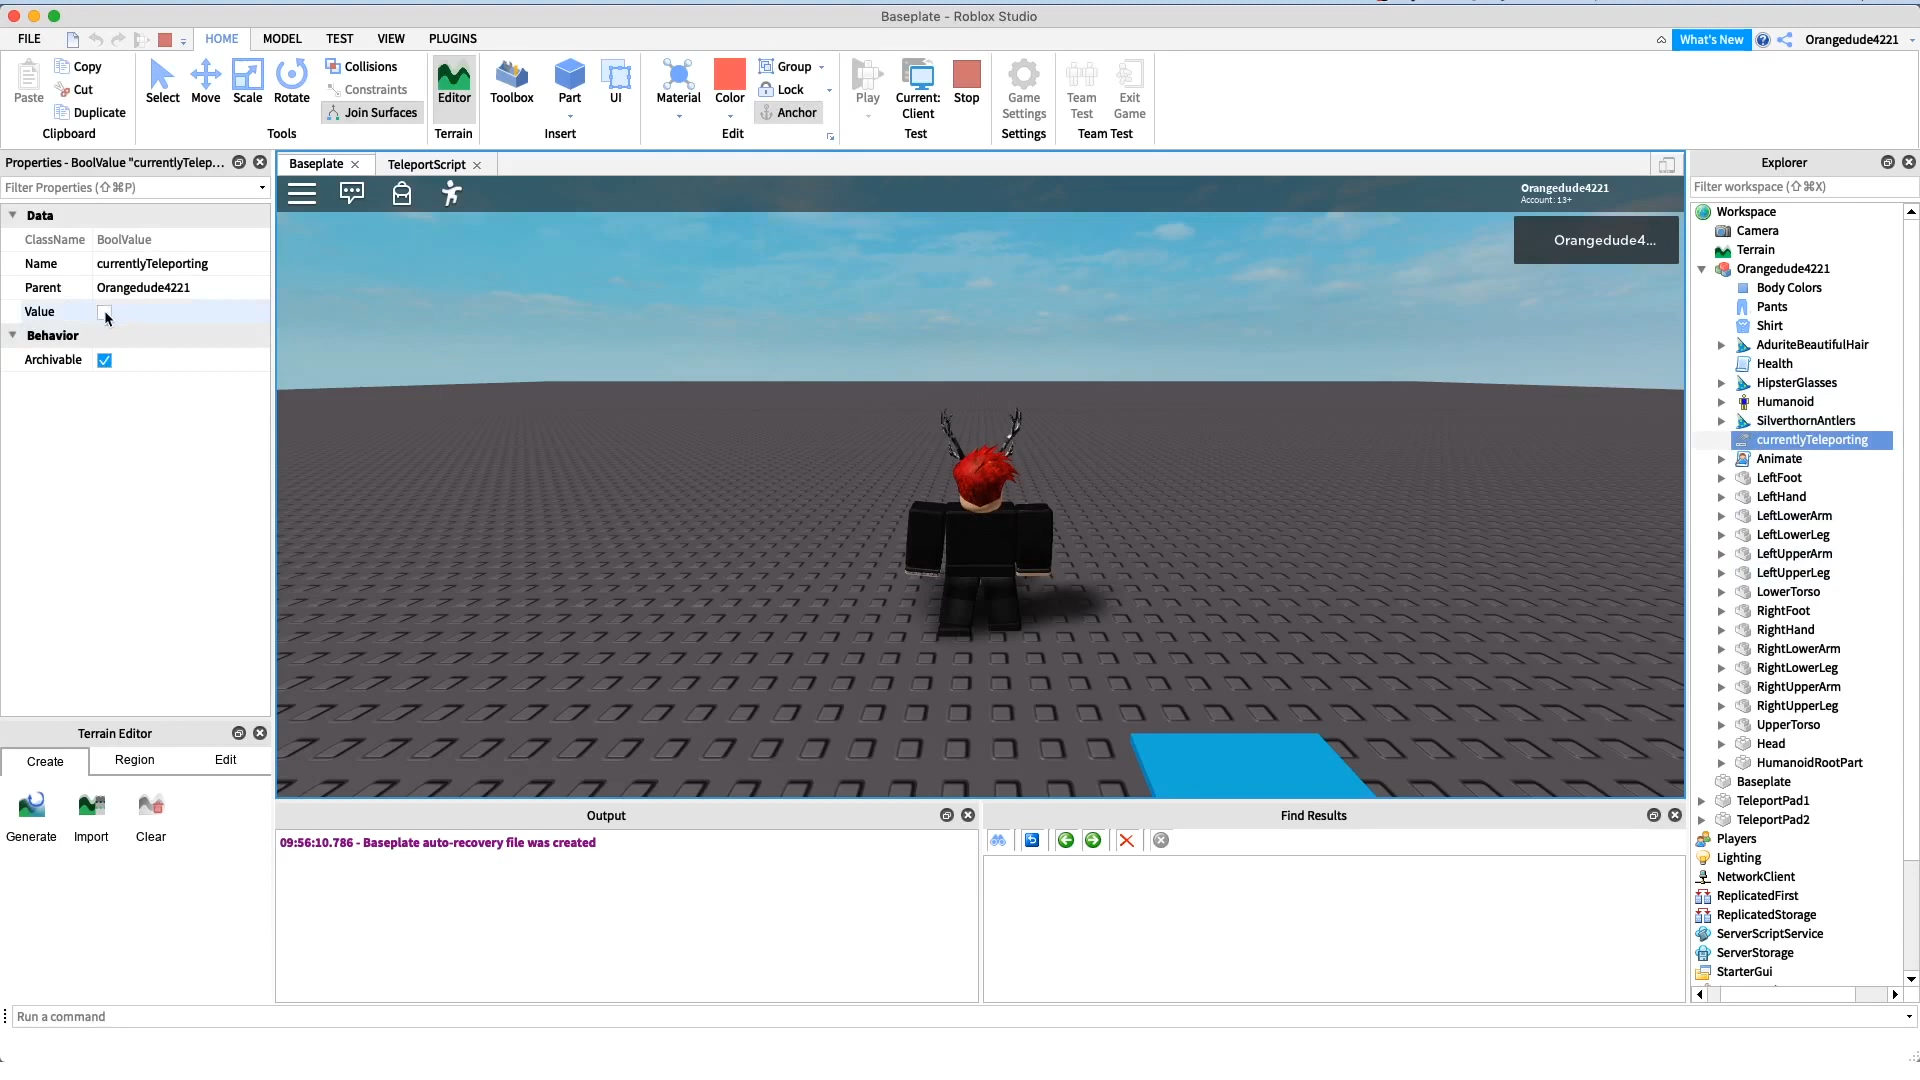 Baseplate - Roblox Studio
FILE HOME MODEL TEST VIEW PLUGINS What's New Orangedude4221
Paste Copy Cut Duplicate Clipboard
Select Move Scale Rotate Collisions Constraints Join Surfaces Tools
Editor Terrain
Toolbox Part UI Insert
Material Color Group Lock Anchor Edit
Play Current: Client Stop Test
Game Settings Settings
Team Test Exit Game Team Test
Properties - BoolValue "currentlyTelep...
Filter Properties (⇧⌘P)
Data
ClassName BoolValue
Name currentlyTeleporting
Parent Orangedude4221
Value
Behavior
Archivable
Terrain Editor
Create Region Edit
Generate Import Clear
Baseplate TeleportScript
Orangedude4221
Account: 13+
Orangedude4...
Output
09:56:10.786 - Baseplate auto-recovery file was created
Find Results
Explorer
Filter workspace (⇧⌘X)
Workspace
Camera
Terrain
Orangedude4221
Body Colors
Pants
Shirt
AduriteBeautifulHair
Health
HipsterGlasses
Humanoid
SilverthornAntlers
currentlyTeleporting
Animate
LeftFoot
LeftHand
LeftLowerArm
LeftLowerLeg
LeftUpperArm
LeftUpperLeg
LowerTorso
RightFoot
RightHand
RightLowerArm
RightLowerLeg
RightUpperArm
RightUpperLeg
UpperTorso
Head
HumanoidRootPart
Baseplate
TeleportPad1
TeleportPad2
Players
Lighting
NetworkClient
ReplicatedFirst
ReplicatedStorage
ServerScriptService
ServerStorage
StarterGui
Run a command